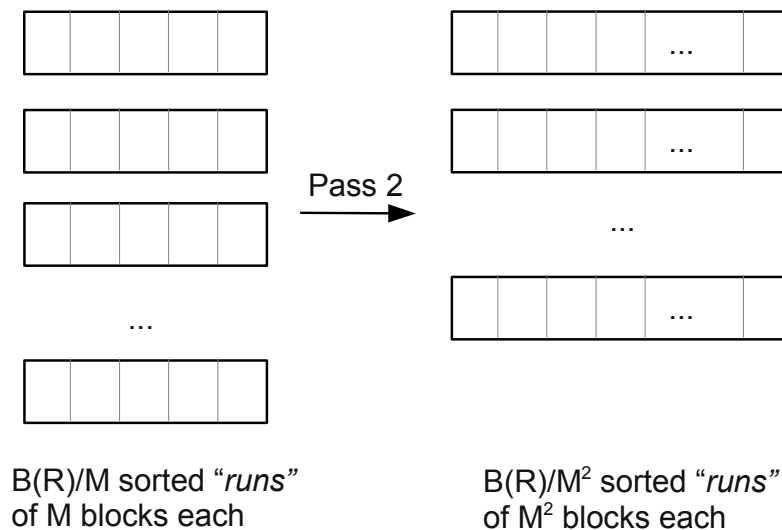 ...
...
Pass 2
...
...
...
B(R)/M sorted “runs”
of M blocks each
B(R)/M² sorted “runs”
of M² blocks each